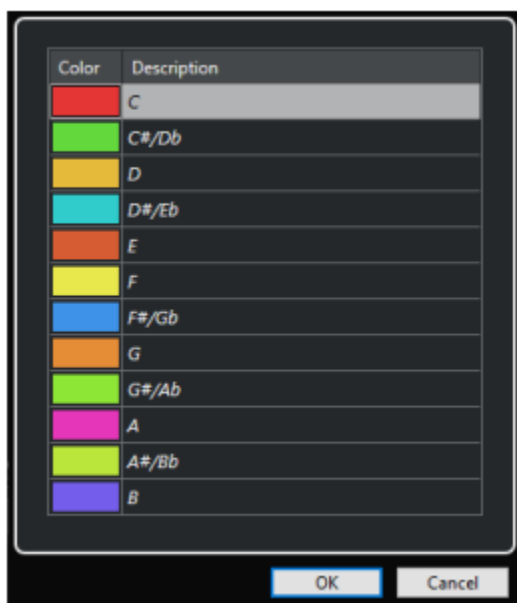 Color Description
C
C#/Db
D
D#/Eb
E
F
F#/Gb
G
G#/Ab
A
A#/Bb
B
OK Cancel